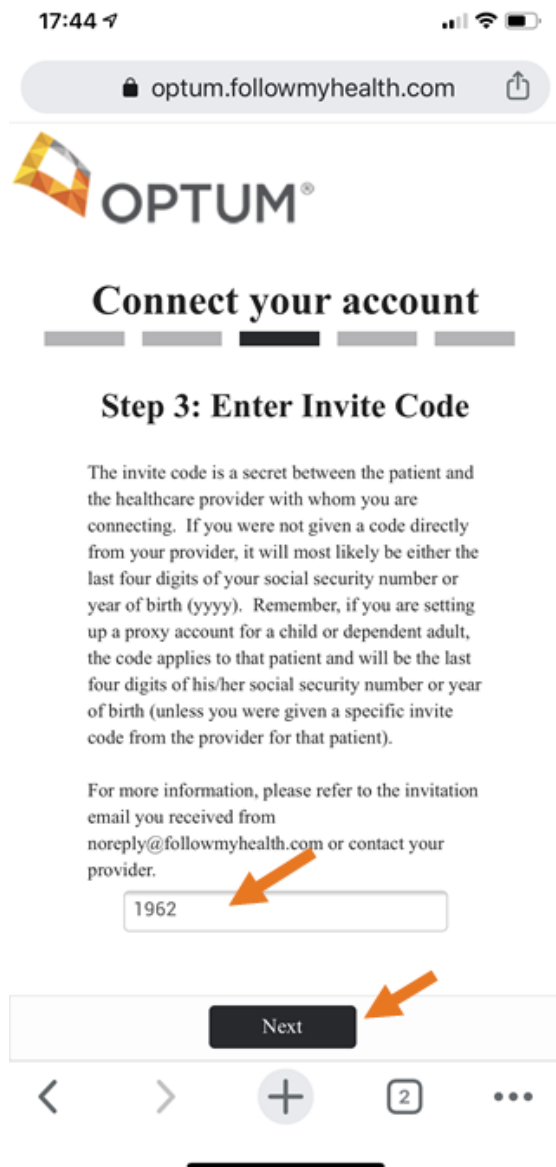 17:44
optum.followmyhealth.com
OPTUM®
Connect your account
Step 3: Enter Invite Code
The invite code is a secret between the patient and
the healthcare provider with whom you are
connecting.  If you were not given a code directly
from your provider, it will most likely be either the
last four digits of your social security number or
year of birth (yyyy).  Remember, if you are setting
up a proxy account for a child or dependent adult,
the code applies to that patient and will be the last
four digits of his/her social security number or year
of birth (unless you were given a specific invite
code from the provider for that patient).
For more information, please refer to the invitation
email you received from
noreply@followmyhealth.com or contact your
provider.
1962
Next
2